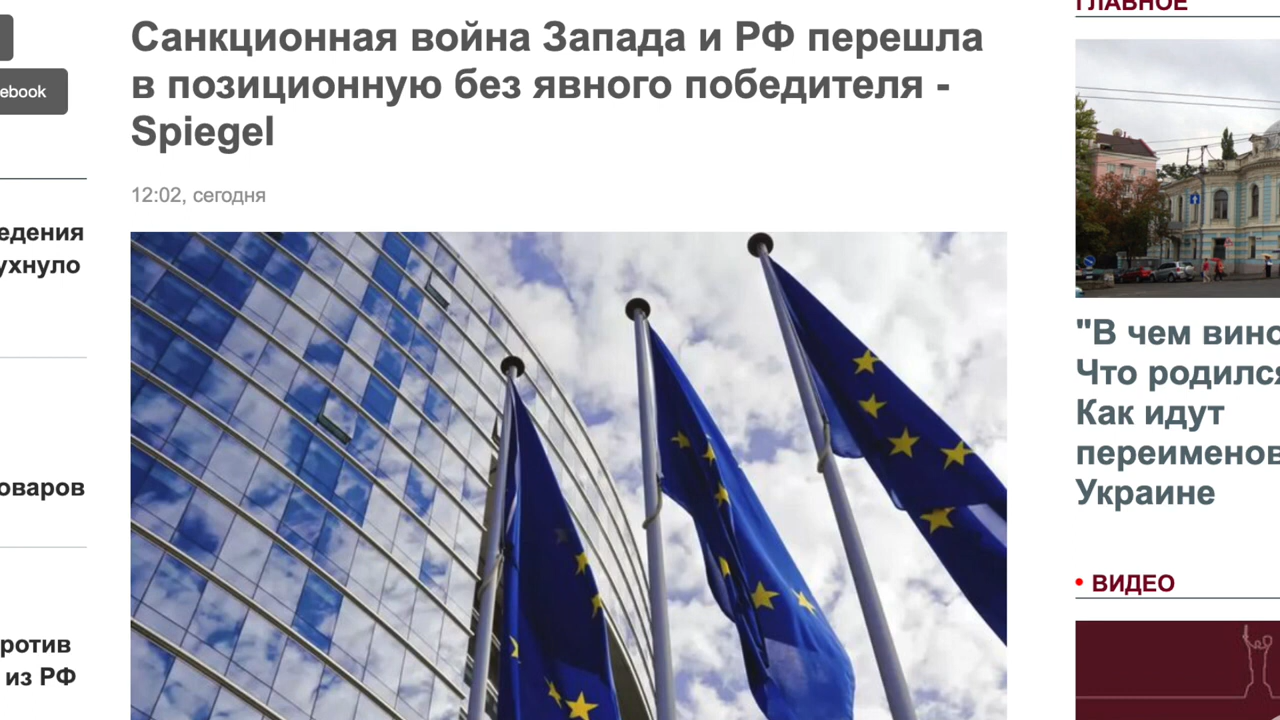 ebook
едения
ухнуло
оваров
ротив
из РФ
Санкционная война Запада и РФ перешла
в позиционную без явного победителя -
Spiegel
12:02, сегодня
ГЛАВНОЕ
"В чем вино
Что родился
Как идут
переименов
Украине
• ВИДЕО